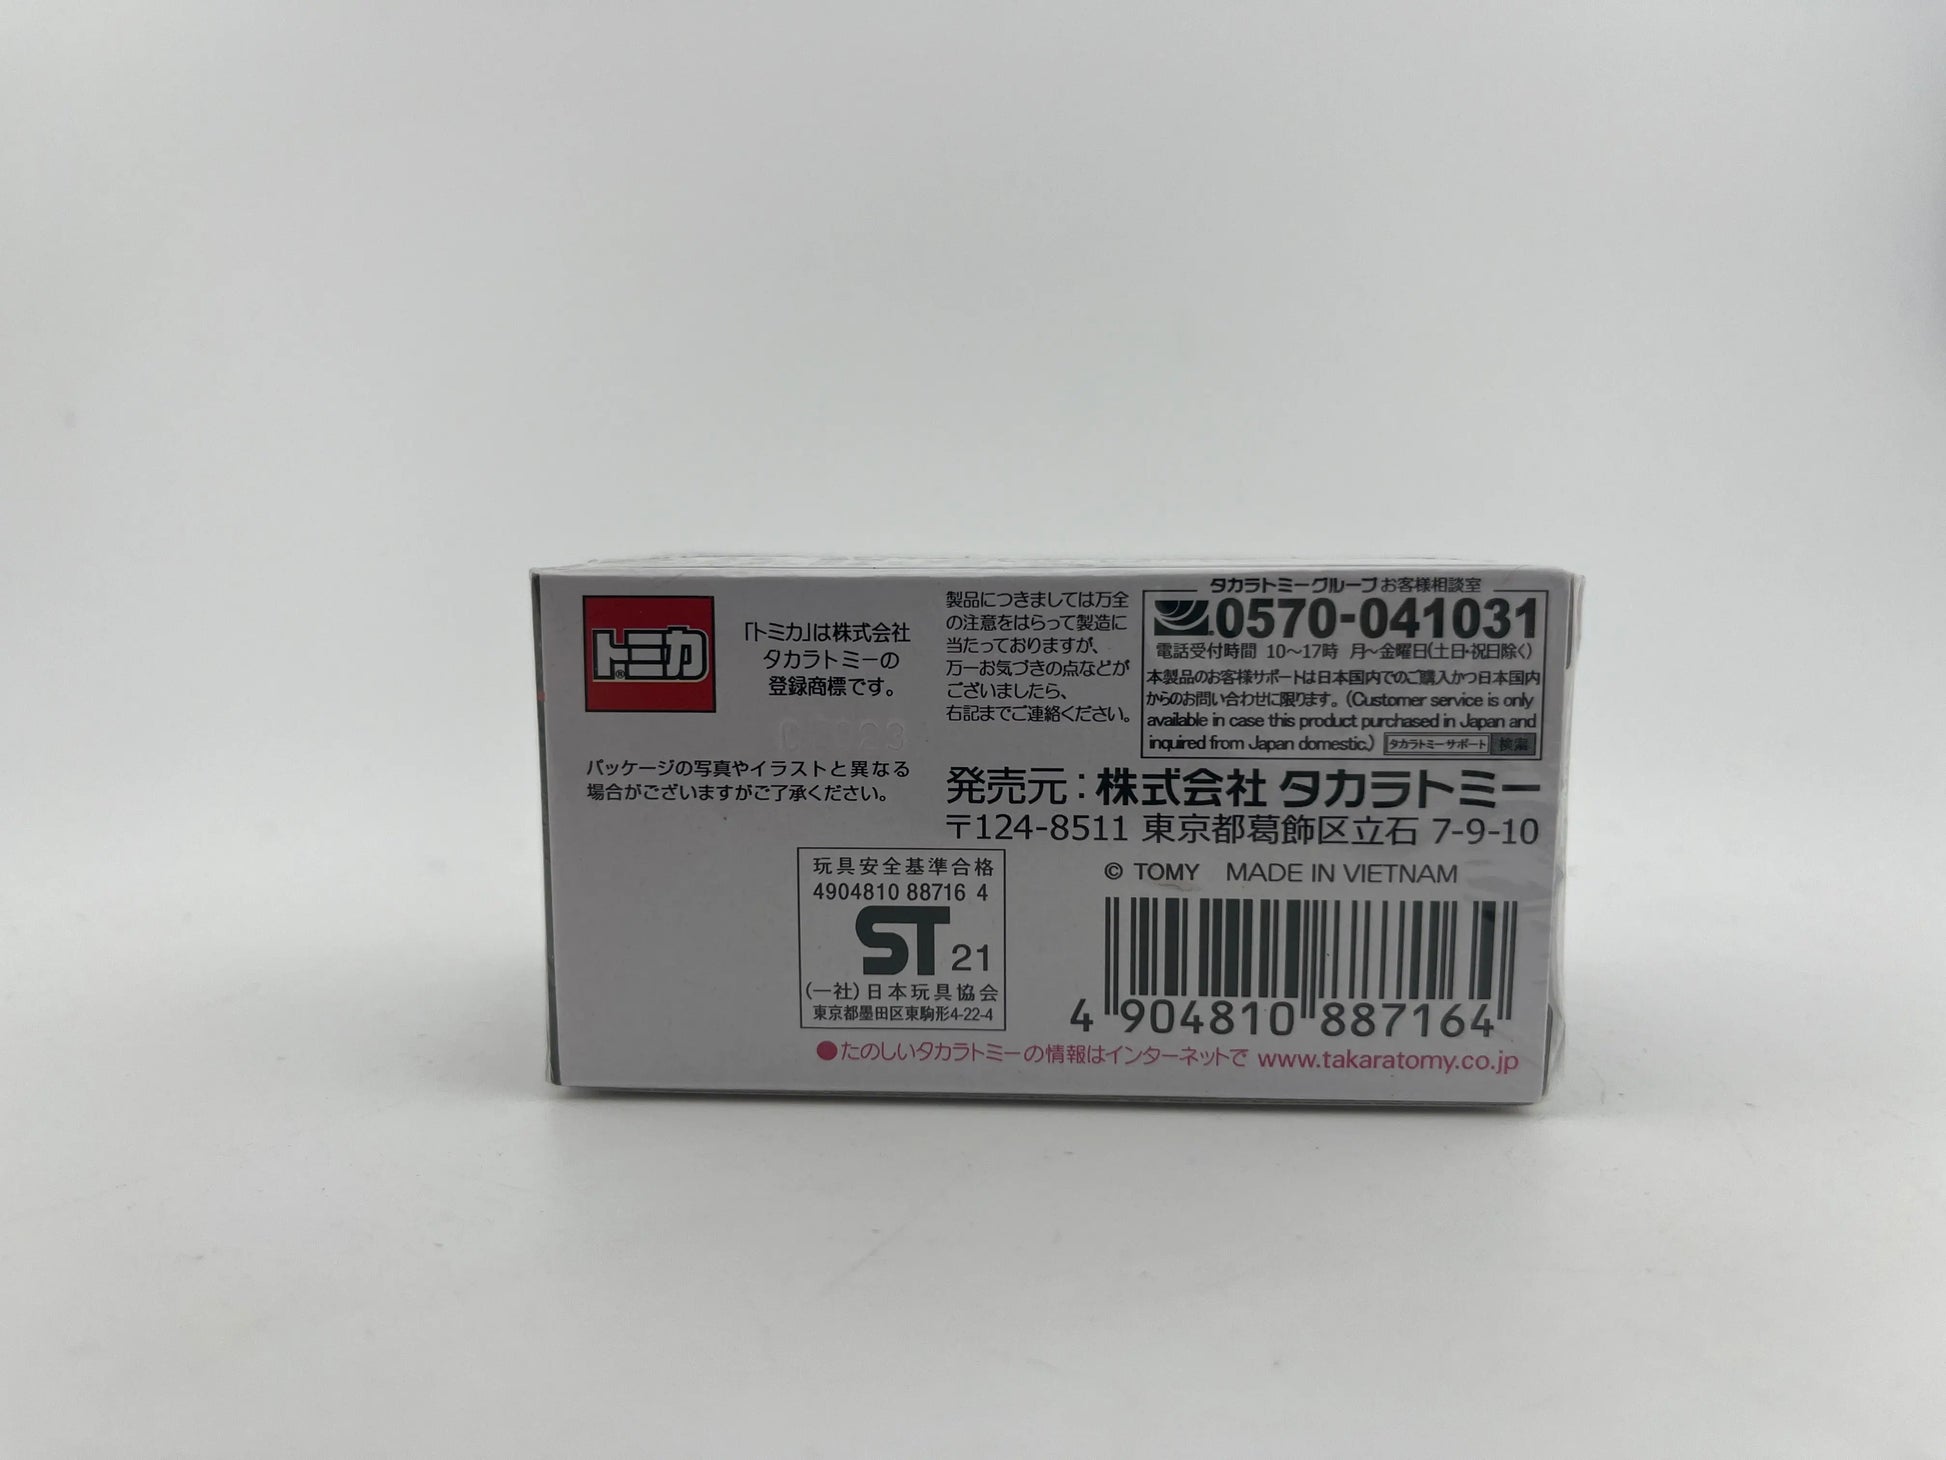 トミカ®
「トミカ」は株式会社
タカラトミーの
登録商標です。
パッケージの写真やイラストと異なる
場合がございますがご了承ください。
製品につきましては万全
の注意をはらって製造に
当たっておりますが、
万一お気づきの点などが
ございましたら、
右記までご連絡ください。
タカラトミーグループお客様相談室
0570-041031
電話受付時間 10〜17時 月〜金曜日(土日・祝日除く)
本製品のお客様サポートは日本国内でのご購入かつ日本国内
からのお問い合わせに限ります。(Customer service is only
available in case this product purchased in Japan and
inquired from Japan domestic.) タカラトミーサポート 検索
発売元：株式会社タカラトミー
〒124-8511 東京都葛飾区立石 7-9-10
玩具安全基準合格
4904810 88716 4
ST 21
(一社)日本玩具協会
東京都墨田区東駒形4-22-4
© TOMY MADE IN VIETNAM
4 904810 887164
●たのしいタカラトミーの情報はインターネットで www.takaratomy.co.jp